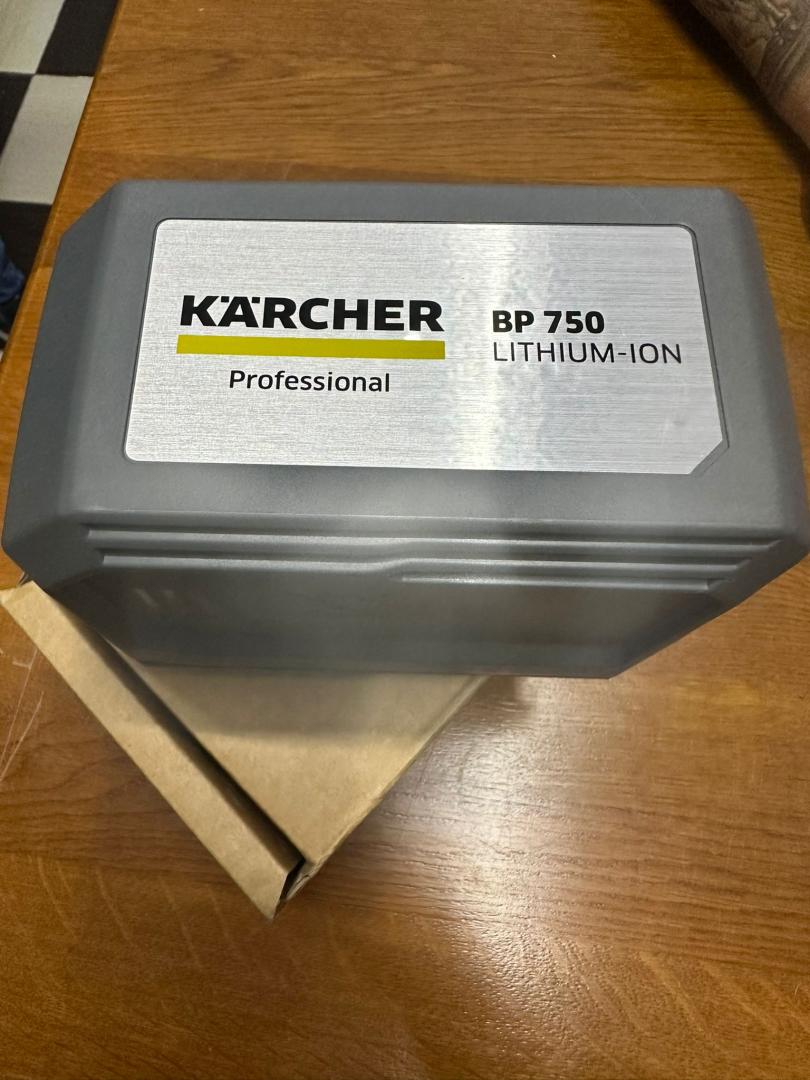 KÄRCHER
Professional
BP 750
LITHIUM-ION